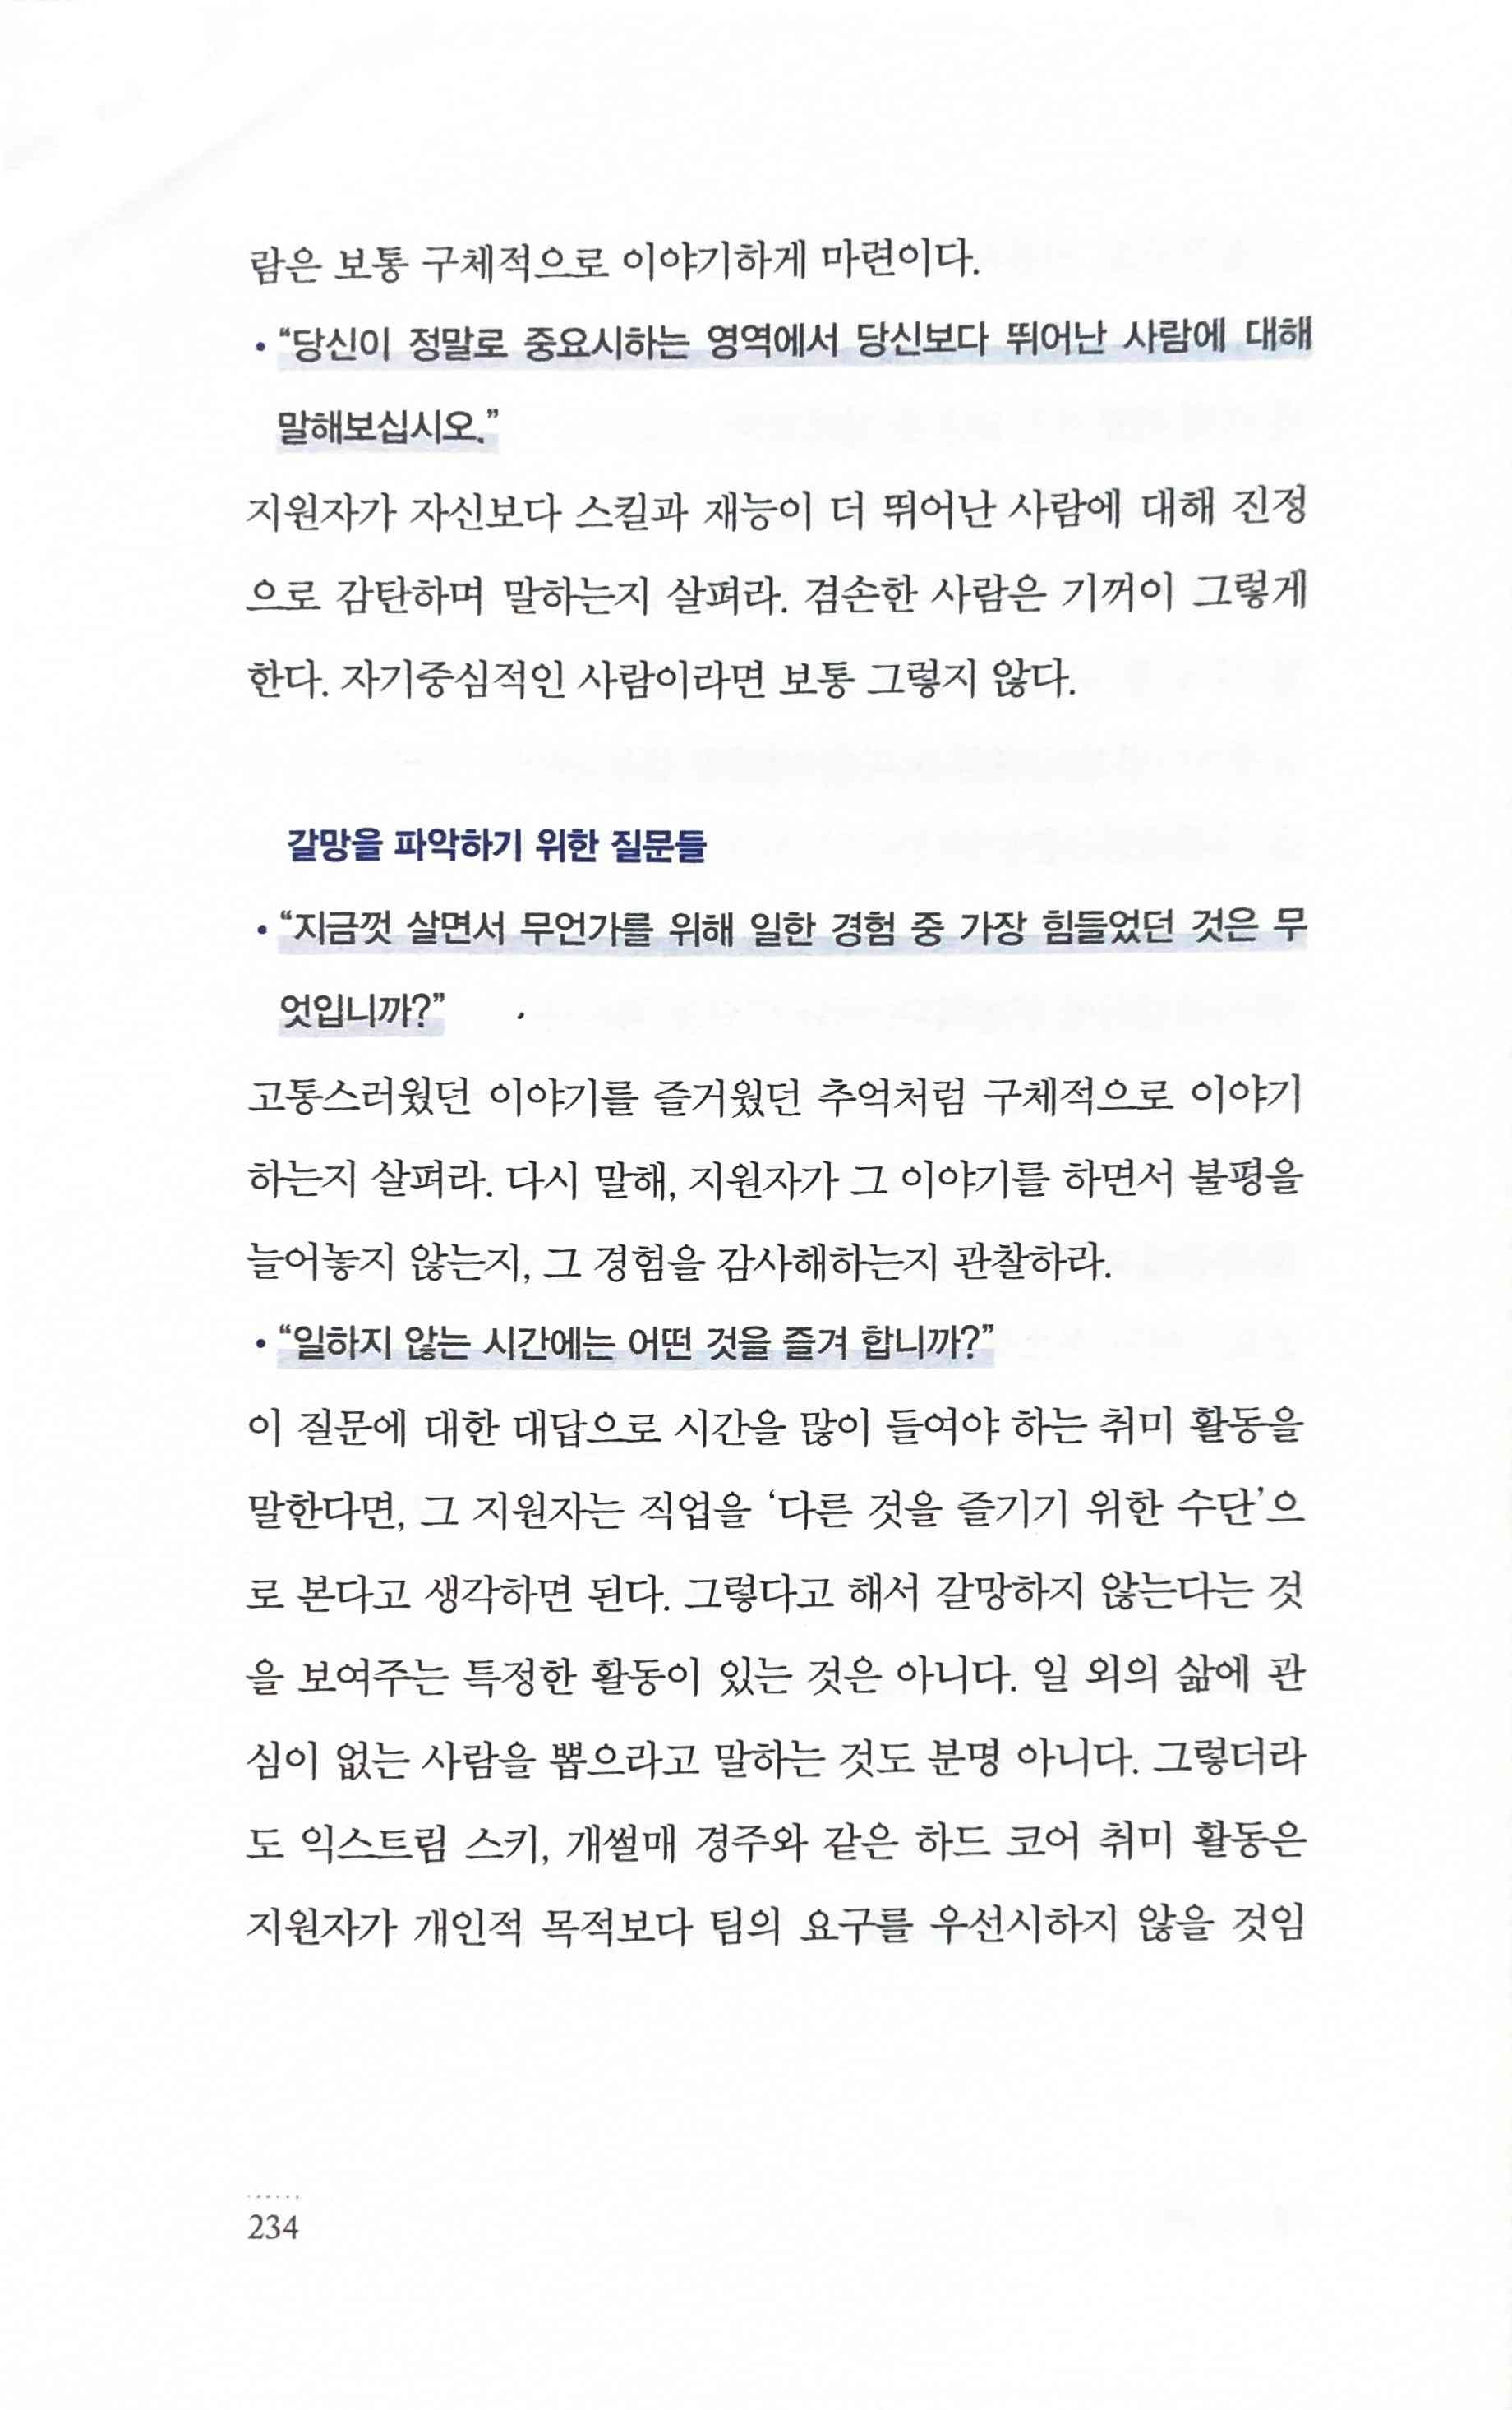 람은 보통 구체적으로 이야기하게 마련이다.
• “당신이 정말로 중요시하는 영역에서 당신보다 뛰어난 사람에 대해
말해보십시오.”
지원자가 자신보다 스킬과 재능이 더 뛰어난 사람에 대해 진정
으로 감탄하며 말하는지 살펴라. 겸손한 사람은 기꺼이 그렇게
한다. 자기중심적인 사람이라면 보통 그렇지 않다.
갈망을 파악하기 위한 질문들
• “지금껏 살면서 무언가를 위해 일한 경험 중 가장 힘들었던 것은 무
엇입니까?”
고통스러웠던 이야기를 즐거웠던 추억처럼 구체적으로 이야기
하는지 살펴라. 다시 말해, 지원자가 그 이야기를 하면서 불평을
늘어놓지 않는지, 그 경험을 감사해하는지 관찰하라.
• “일하지 않는 시간에는 어떤 것을 즐겨 합니까?”
이 질문에 대한 대답으로 시간을 많이 들여야 하는 취미 활동을
말한다면, 그 지원자는 직업을 ‘다른 것을 즐기기 위한 수단’으
로 본다고 생각하면 된다. 그렇다고 해서 갈망하지 않는다는 것
을 보여주는 특정한 활동이 있는 것은 아니다. 일 외의 삶에 관
심이 없는 사람을 뽑으라고 말하는 것도 분명 아니다. 그렇더라
도 익스트림 스키, 개썰매 경주와 같은 하드 코어 취미 활동은
지원자가 개인적 목적보다 팀의 요구를 우선시하지 않을 것임
234